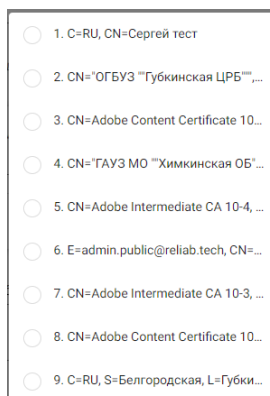 1. C=RU, CN=Сергей тест
2. CN="ОГБУЗ ""Губкинская ЦРБ""",...
3. CN=Adobe Content Certificate 10...
4. CN="ГАУЗ МО ""Химкинская ОБ"...
5. CN=Adobe Intermediate CA 10-4, ...
6. E=admin.public@reliab.tech, CN=...
7. CN=Adobe Intermediate CA 10-3, ...
8. CN=Adobe Content Certificate 10...
9. C=RU, S=Белгородская, L=Губки...